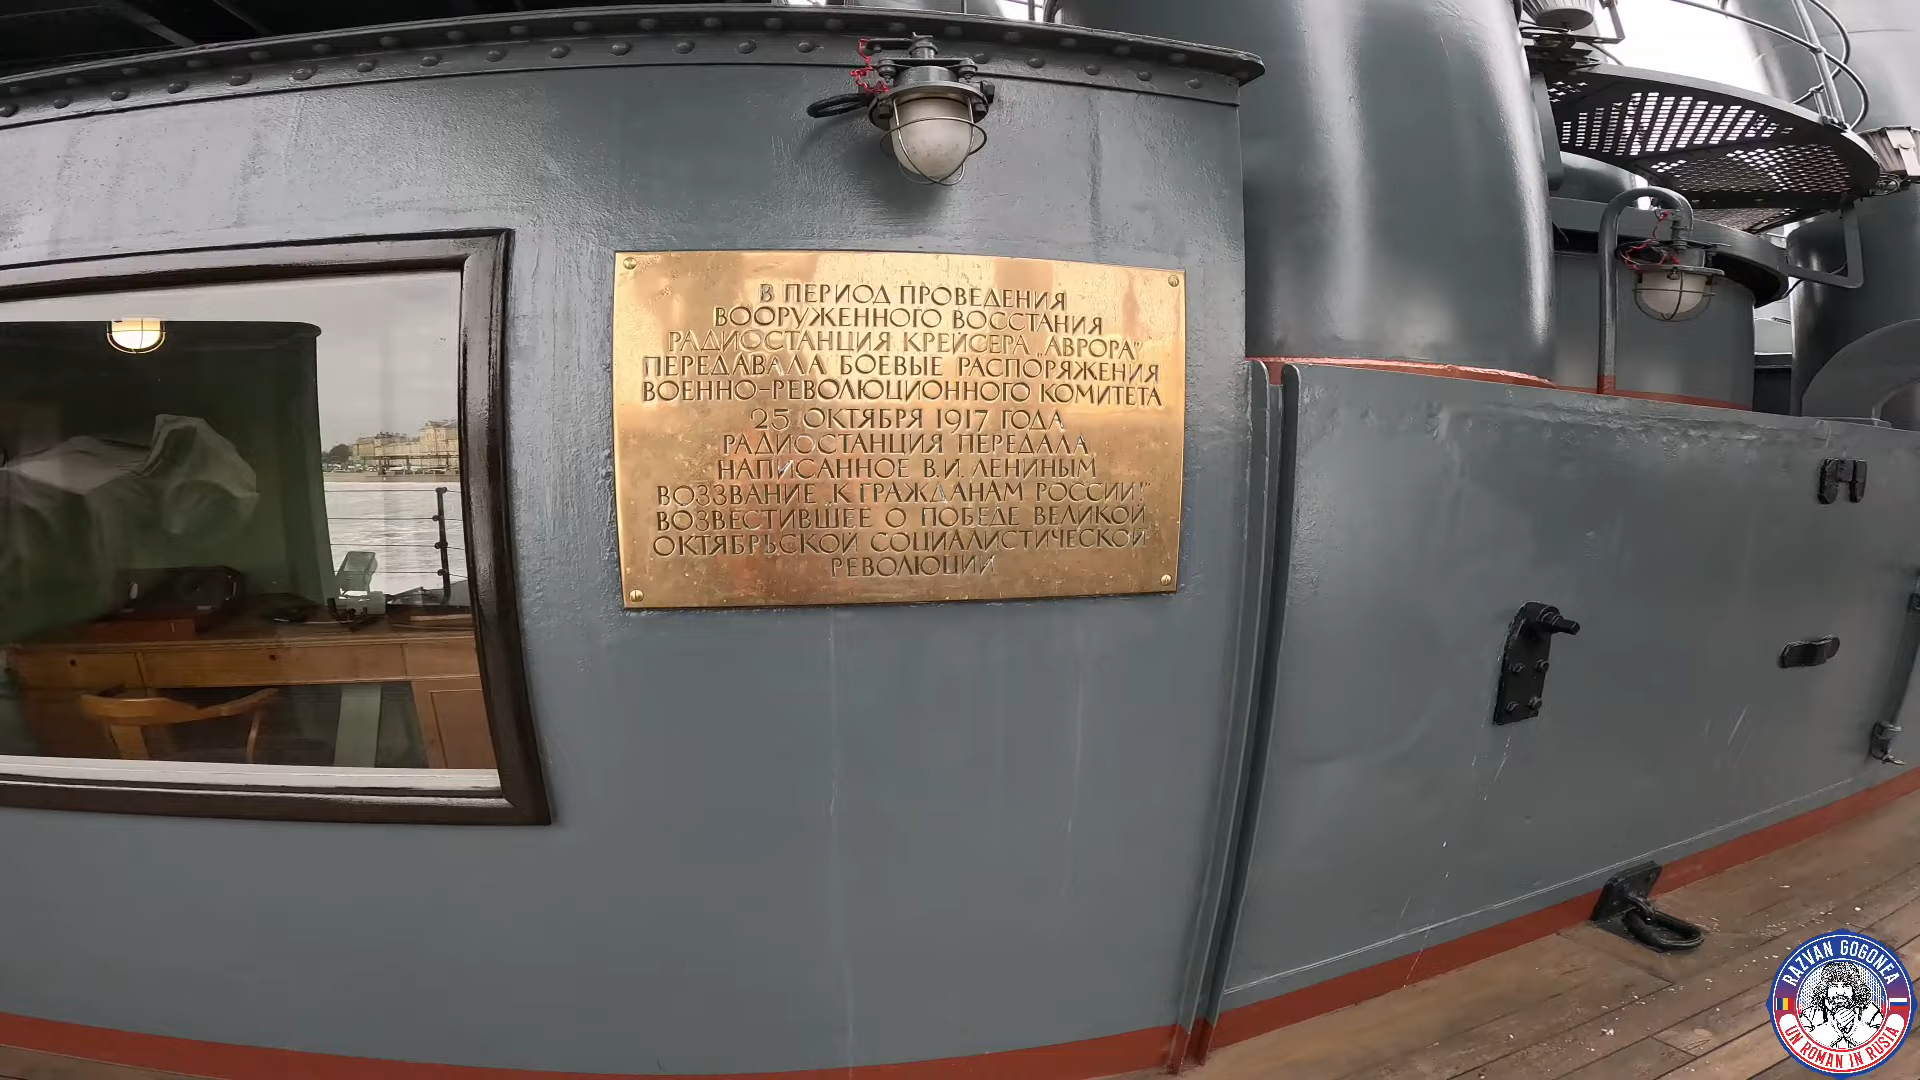 В ПЕРИОД ПРОВЕДЕНИЯ
ВООРУЖЕННОГО ВОССТАНИЯ
РАДИОСТАНЦИЯ КРЕЙСЕРА „АВРОРА"
ПЕРЕДАВАЛА БОЕВЫЕ РАСПОРЯЖЕНИЯ
ВОЕННО-РЕВОЛЮЦИОННОГО КОМИТЕТА
25 ОКТЯБРЯ 1917 ГОДА
РАДИОСТАНЦИЯ ПЕРЕДАЛА
НАПИСАННОЕ В.И. ЛЕНИНЫМ
ВОЗЗВАНИЕ „К ГРАЖДАНАМ РОССИИ!"
ВОЗВЕСТИВШЕЕ О ПОБЕДЕ ВЕЛИКОЙ
ОКТЯБРЬСКОЙ СОЦИАЛИСТИЧЕСКОЙ
РЕВОЛЮЦИИ
RAZVAN GOGONEA
UN ROMAN IN RUSIA